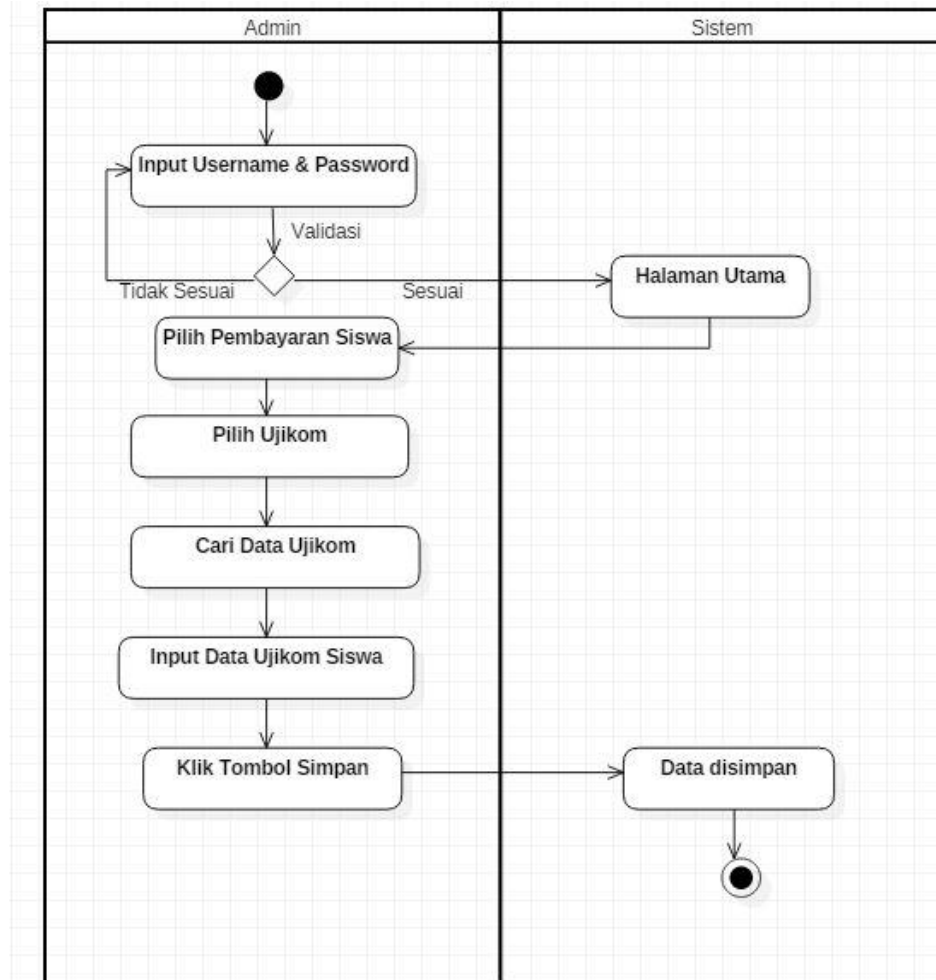 Admin
Sistem
Input Username & Password
Validasi
Tidak Sesuai
Sesuai
Halaman Utama
Pilih Pembayaran Siswa
Pilih Ujikom
Cari Data Ujikom
Input Data Ujikom Siswa
Klik Tombol Simpan
Data disimpan